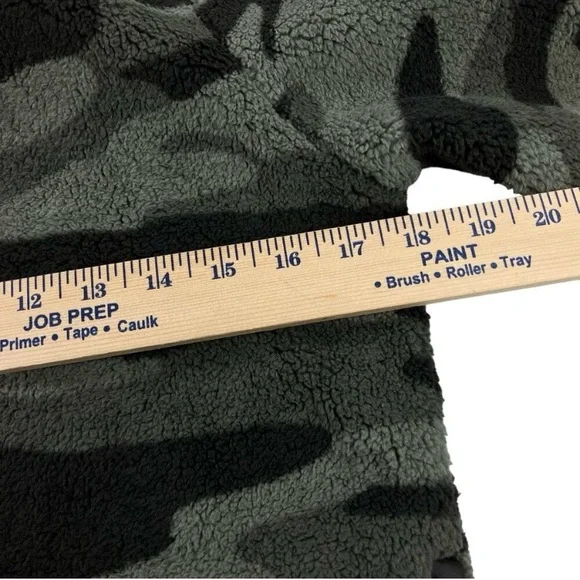 12 13 14 15 16 17 18 19 20
JOB PREP
Primer • Tape • Caulk
PAINT
• Brush • Roller • Tray